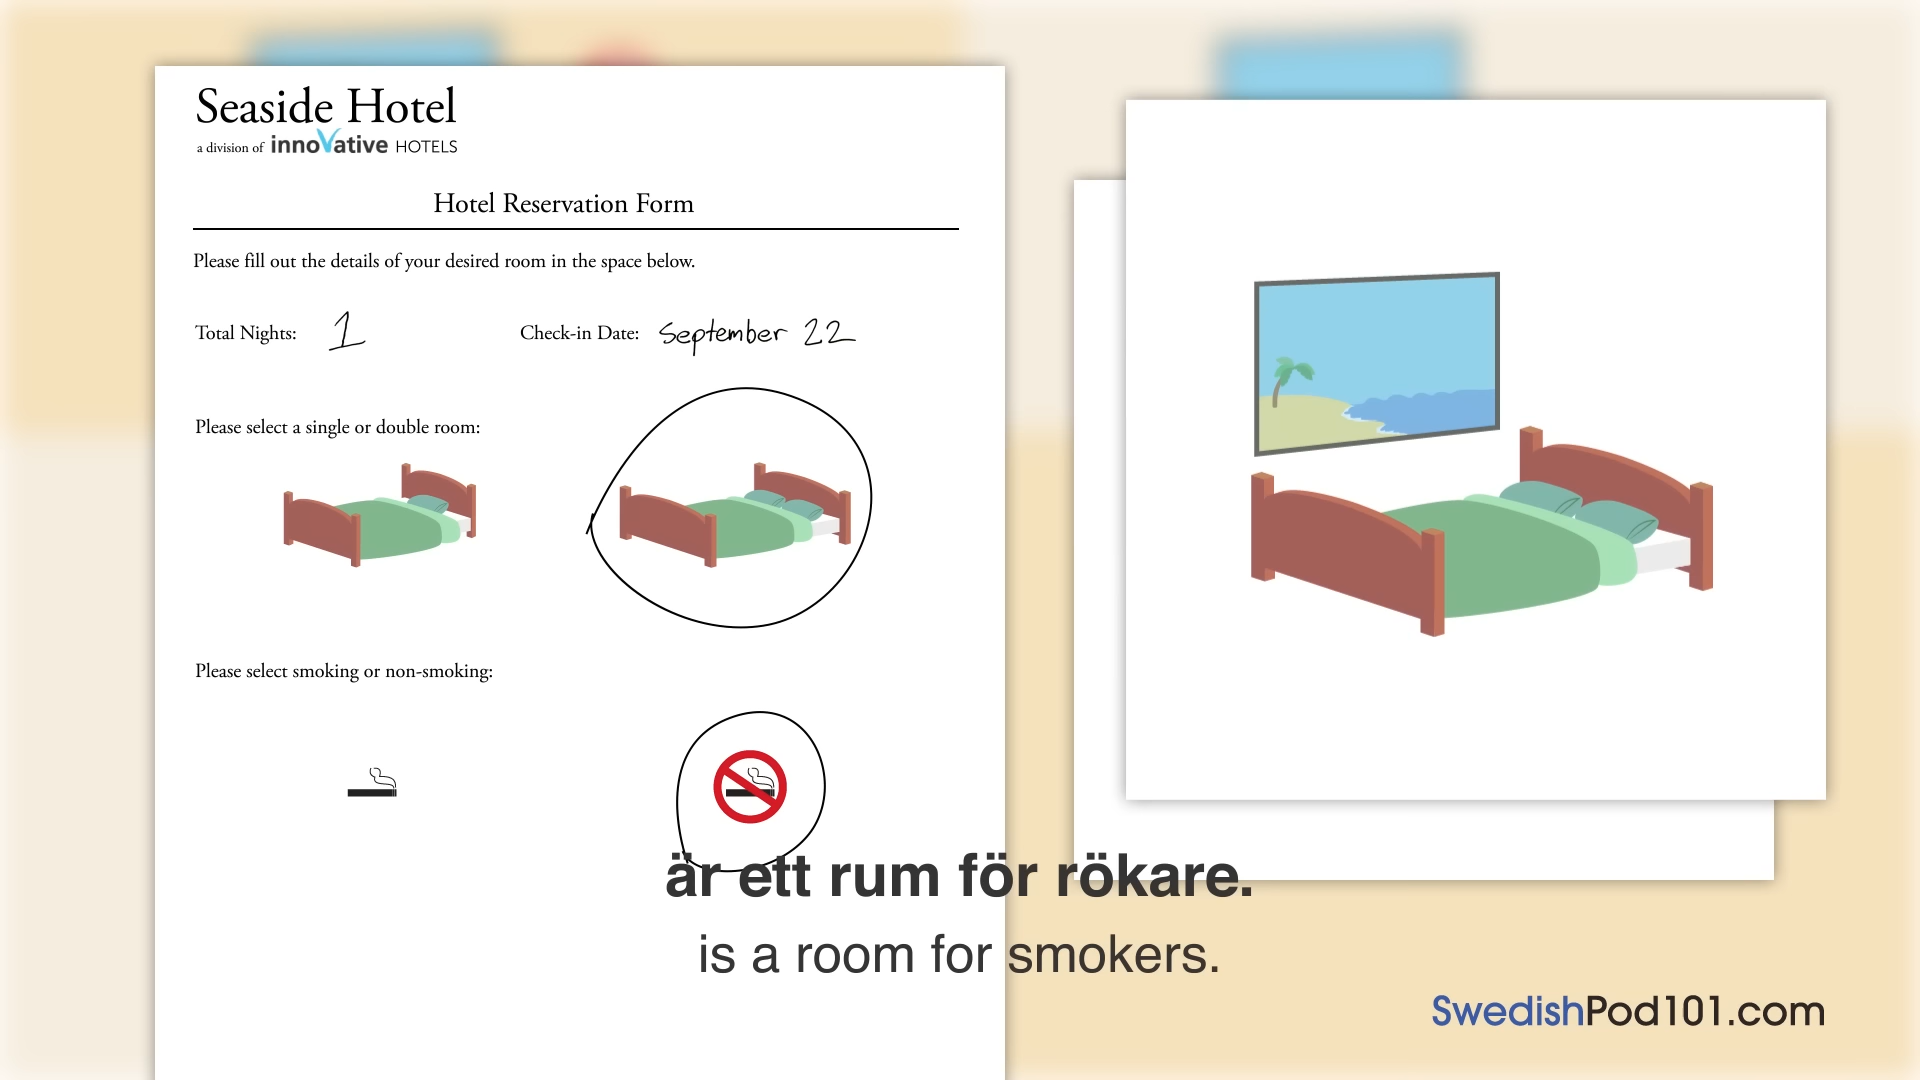 Seaside Hotel
a division of innovative HOTELS
Hotel Reservation Form
Please fill out the details of your desired room in the space below.
Total Nights: 1 Check-in Date: September 22
Please select a single or double room:
Please select smoking or non-smoking:
är ett rum för rökare.
is a room for smokers.
SwedishPod101.com